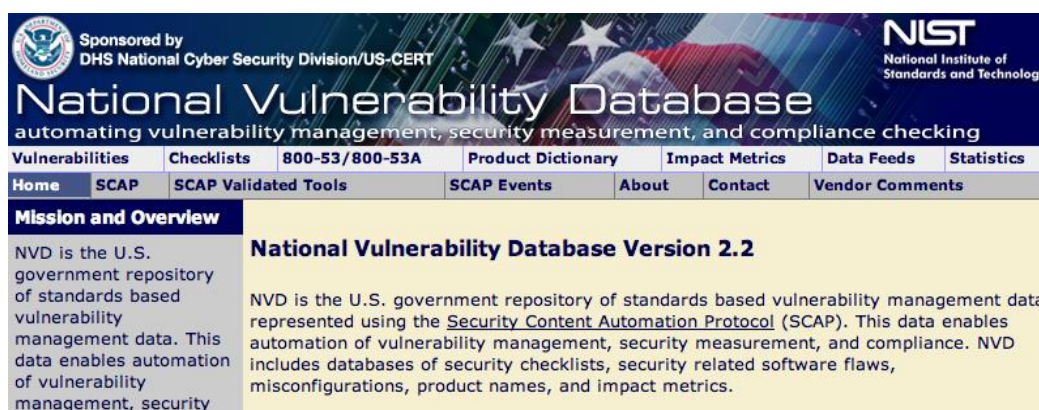 Sponsored by
DHS National Cyber Security Division/US-CERT
NIST
National Institute of
Standards and Technolog
National Vulnerability Database
automating vulnerability management, security measurement, and compliance checking
Vulnerabilities Checklists 800-53/800-53A Product Dictionary Impact Metrics Data Feeds Statistics
Home SCAP SCAP Validated Tools SCAP Events About Contact Vendor Comments
Mission and Overview
NVD is the U.S.
government repository
of standards based
vulnerability
management data. This
data enables automation
of vulnerability
management, security
National Vulnerability Database Version 2.2
NVD is the U.S. government repository of standards based vulnerability management data
represented using the Security Content Automation Protocol (SCAP). This data enables
automation of vulnerability management, security measurement, and compliance. NVD
includes databases of security checklists, security related software flaws,
misconfigurations, product names, and impact metrics.